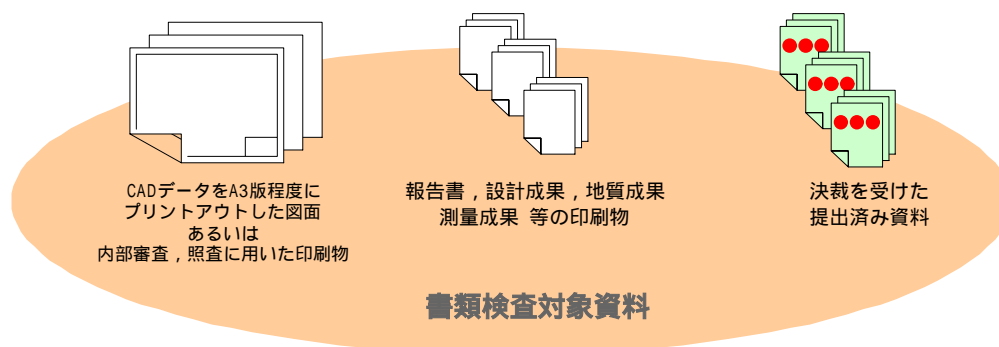 CADデータをA3版程度に
プリントアウトした図面
あるいは
内部審査,照査に用いた印刷物
報告書,設計成果,地質成果
測量成果 等の印刷物
決裁を受けた
提出済み資料
書類検査対象資料